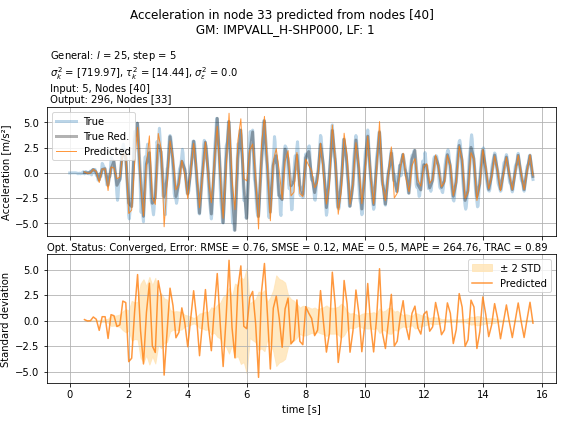 Acceleration in node 33 predicted from nodes [40]
GM: IMPVALL_H-SHP000, LF: 1
General: l = 25, step = 5
σ²ₖ = [719.97], τ²ₖ = [14.44], σ²ε = 0.0
Input: 5, Nodes [40]
Output: 296, Nodes [33]
Acceleration [m/s²]
5.0
2.5
0.0
−2.5
−5.0
True
True Red.
Predicted
Opt. Status: Converged, Error: RMSE = 0.76, SMSE = 0.12, MAE = 0.5, MAPE = 264.76, TRAC = 0.89
Standard deviation
5.0
2.5
0.0
−2.5
−5.0
± 2 STD
Predicted
0 2 4 6 8 10 12 14 16
time [s]